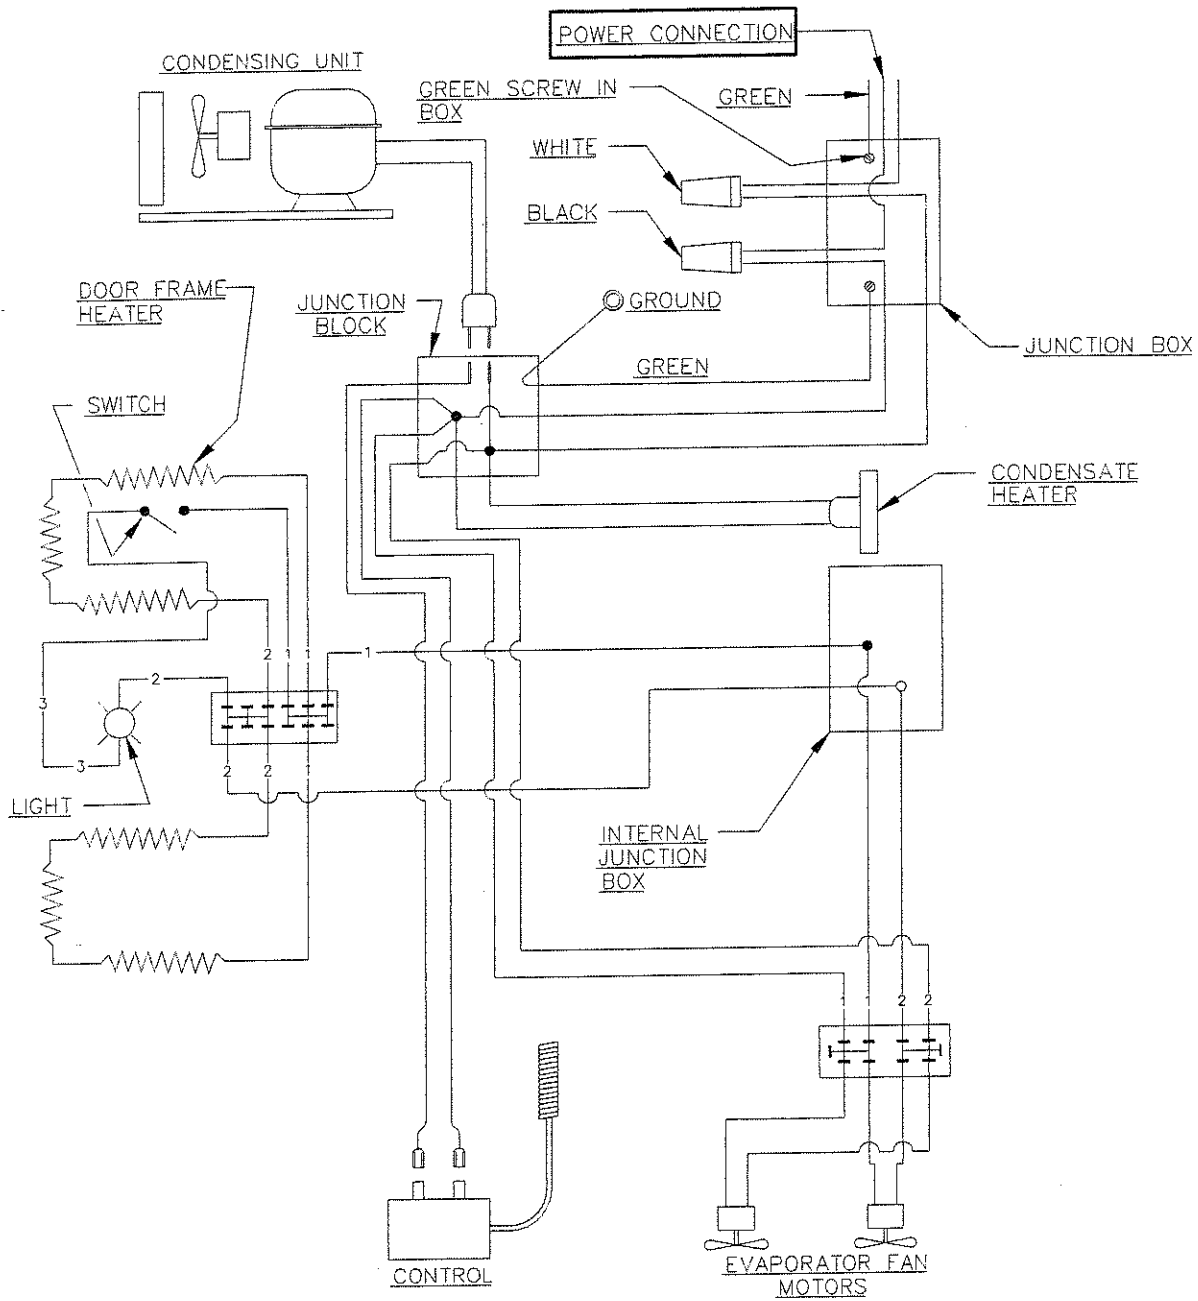 POWER CONNECTION
CONDENSING UNIT
GREEN SCREW IN
BOX
GREEN
WHITE
BLACK
DOOR FRAME
HEATER
JUNCTION
BLOCK
GROUND
JUNCTION BOX
GREEN
SWITCH
CONDENSATE
HEATER
2 1 1
1
2
3
3
2 2 1
LIGHT
INTERNAL
JUNCTION
BOX
1 1 2 2
CONTROL
EVAPORATOR FAN
MOTORS